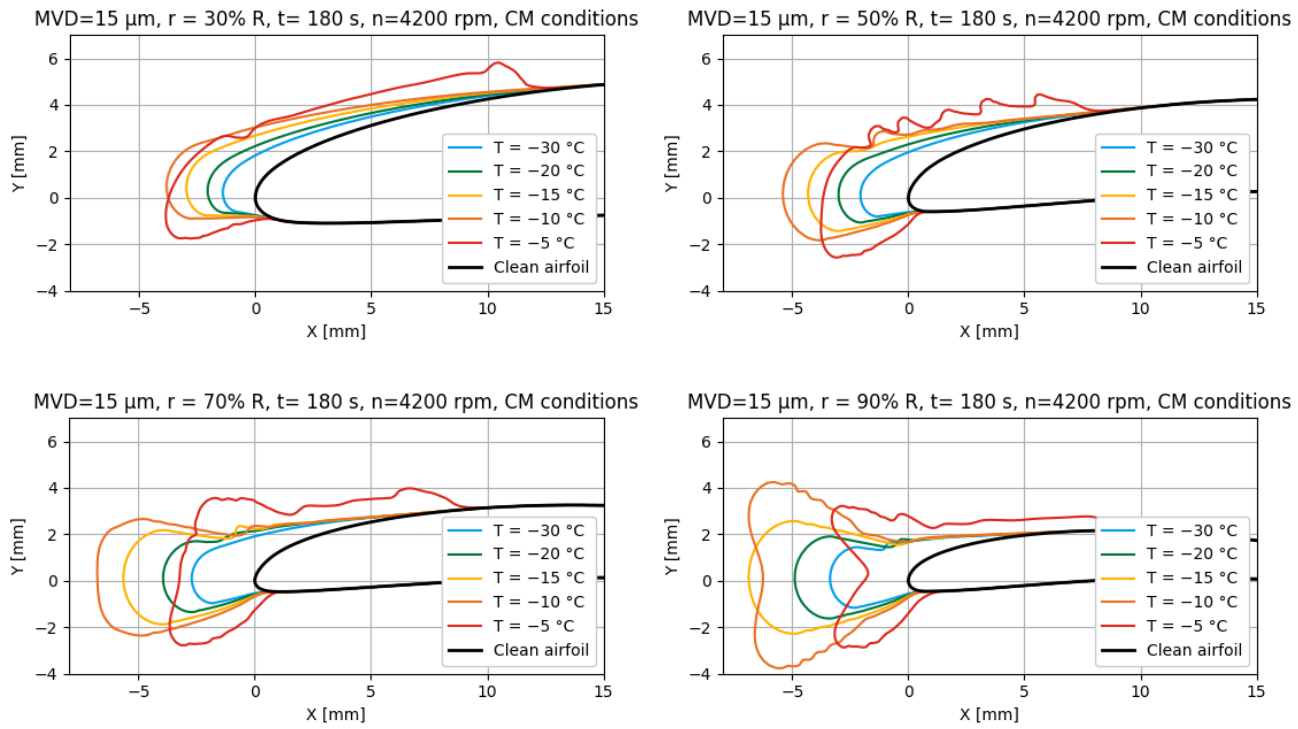 MVD=15 μm, r = 30% R, t= 180 s, n=4200 rpm, CM conditions
Y [mm]
6
4
2
0
−2
−4
−5
0
5
10
15
X [mm]
T = −30 °C
T = −20 °C
T = −15 °C
T = −10 °C
T = −5 °C
Clean airfoil
MVD=15 μm, r = 50% R, t= 180 s, n=4200 rpm, CM conditions
Y [mm]
6
4
2
0
−2
−4
−5
0
5
10
15
X [mm]
T = −30 °C
T = −20 °C
T = −15 °C
T = −10 °C
T = −5 °C
Clean airfoil
MVD=15 μm, r = 70% R, t= 180 s, n=4200 rpm, CM conditions
Y [mm]
6
4
2
0
−2
−4
−5
0
5
10
15
X [mm]
T = −30 °C
T = −20 °C
T = −15 °C
T = −10 °C
T = −5 °C
Clean airfoil
MVD=15 μm, r = 90% R, t= 180 s, n=4200 rpm, CM conditions
Y [mm]
6
4
2
0
−2
−4
−5
0
5
10
15
X [mm]
T = −30 °C
T = −20 °C
T = −15 °C
T = −10 °C
T = −5 °C
Clean airfoil